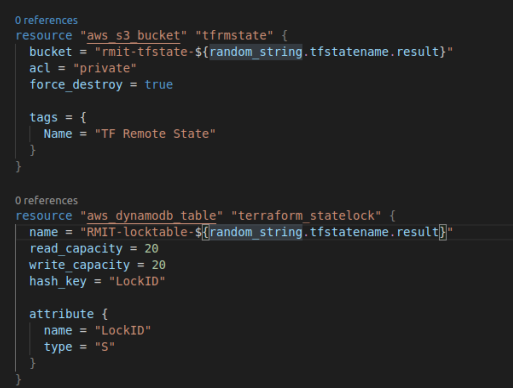 0 references
resource "aws_s3_bucket" "tfrmstate" {
bucket = "rmit-tfstate-${random_string.tfstatename.result}"
acl = "private"
force_destroy = true
tags = {
Name = "TF Remote State"
}
}
0 references
resource "aws_dynamodb_table" "terraform_statelock" {
name = "RMIT-locktable-${random_string.tfstatename.result}"
read_capacity = 20
write_capacity = 20
hash_key = "LockID"
attribute {
name = "LockID"
type = "S"
}
}